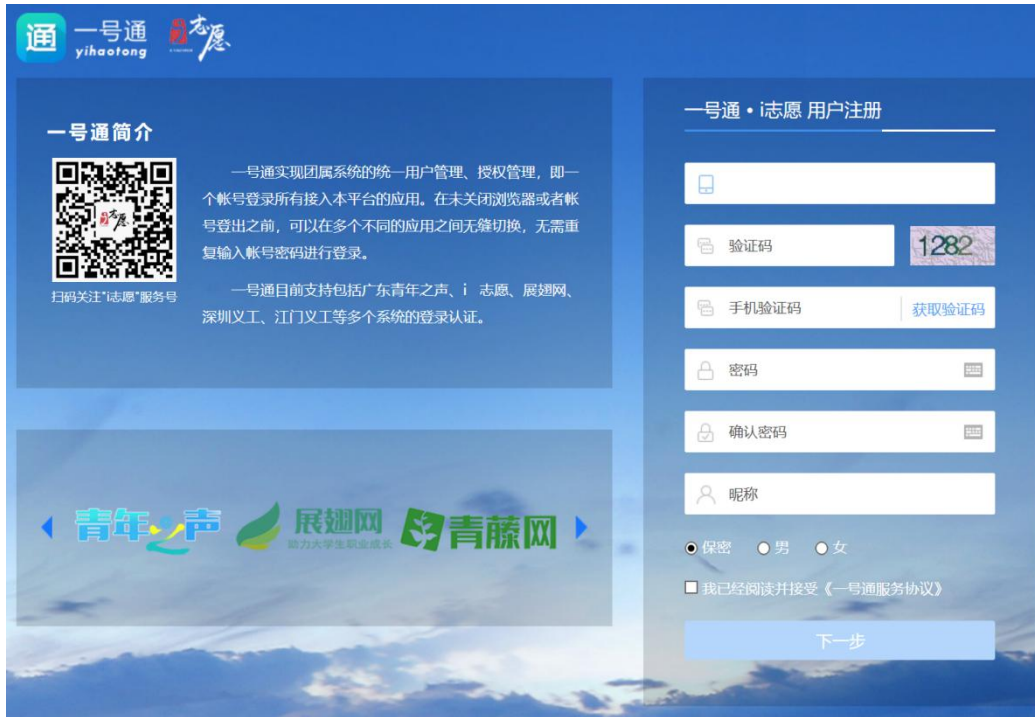 通 一号通
yihaotong
志愿
一号通简介
一号通实现团属系统的统一用户管理、授权管理，即一
个帐号登录所有接入本平台的应用。在未关闭浏览器或者帐
号登出之前，可以在多个不同的应用之间无缝切换，无需重
复输入帐号密码进行登录。
一号通目前支持包括广东青年之声、i 志愿、展翅网、
深圳义工、江门义工等多个系统的登录认证。
扫码关注"i志愿"服务号
青年之声
展翅网
助力大学生职业成长
青藤网
一号通·i志愿 用户注册
验证码
1282
手机验证码
获取验证码
密码
确认密码
昵称
保密 男 女
我已经阅读并接受《一号通服务协议》
下一步